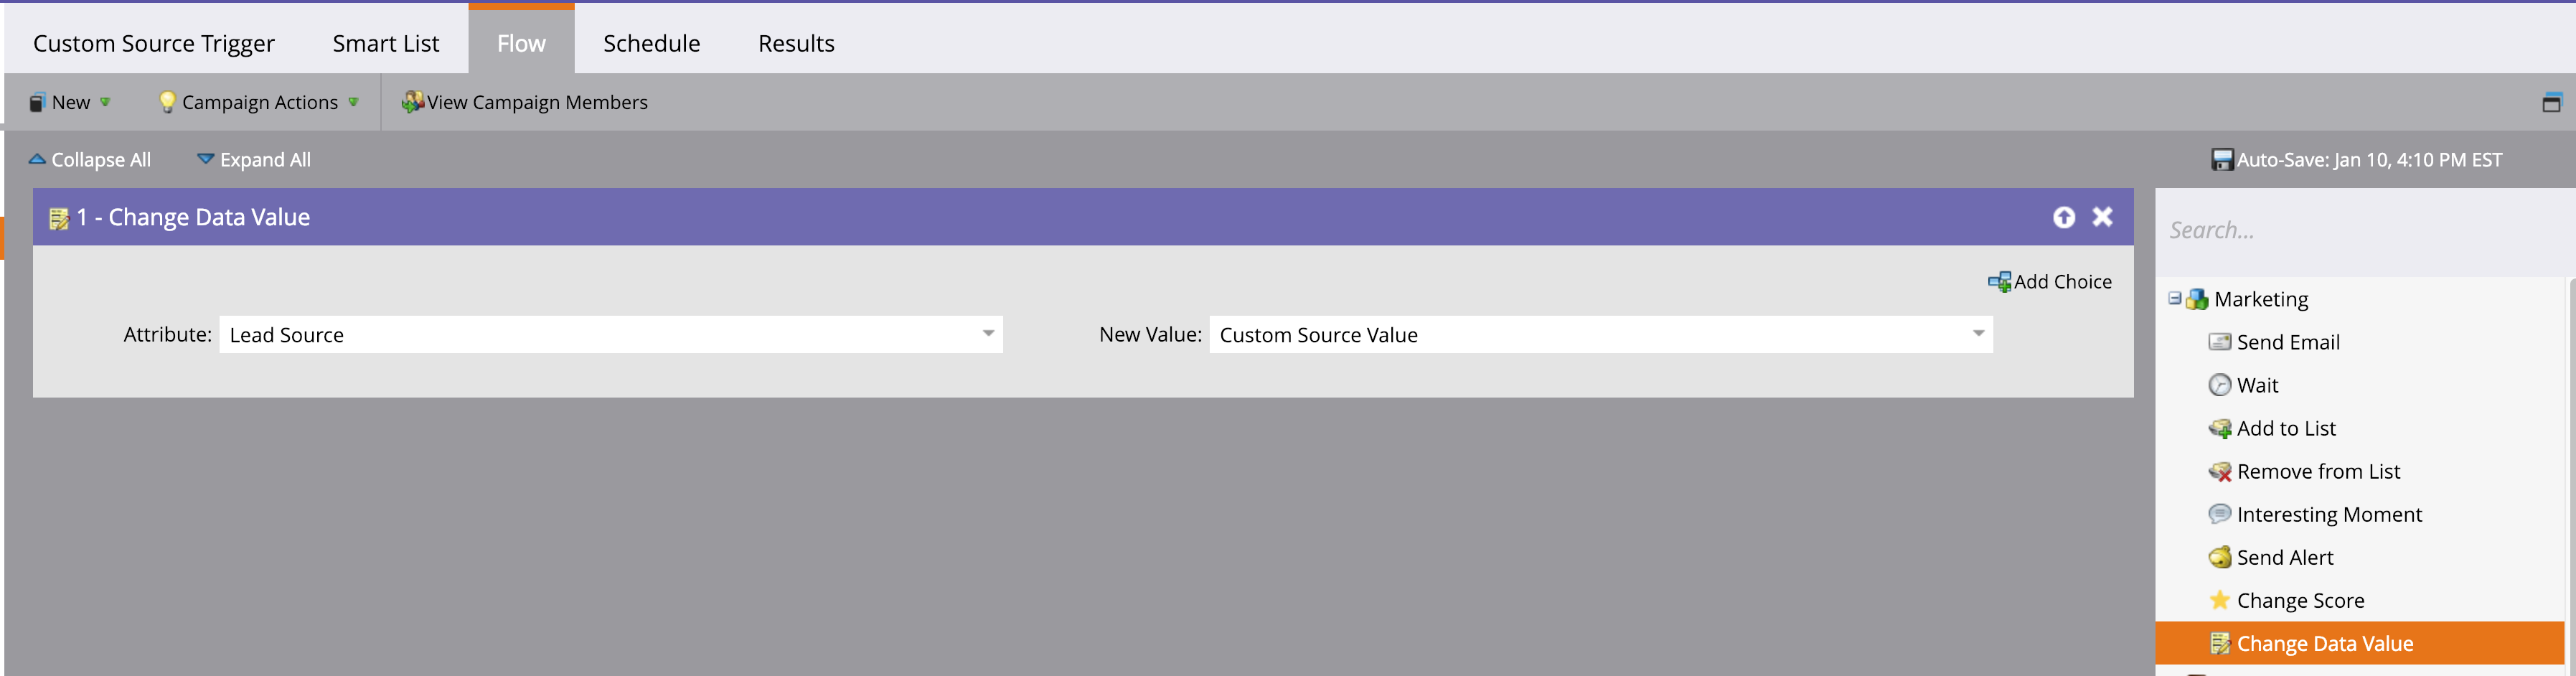 Custom Source Trigger Smart List Flow Schedule Results
New Campaign Actions View Campaign Members
Collapse All Expand All Auto-Save: Jan 10, 4:10 PM EST
1 - Change Data Value
Search...
Add Choice
Marketing
Attribute: Lead Source New Value: Custom Source Value
Send Email
Wait
Add to List
Remove from List
Interesting Moment
Send Alert
Change Score
Change Data Value